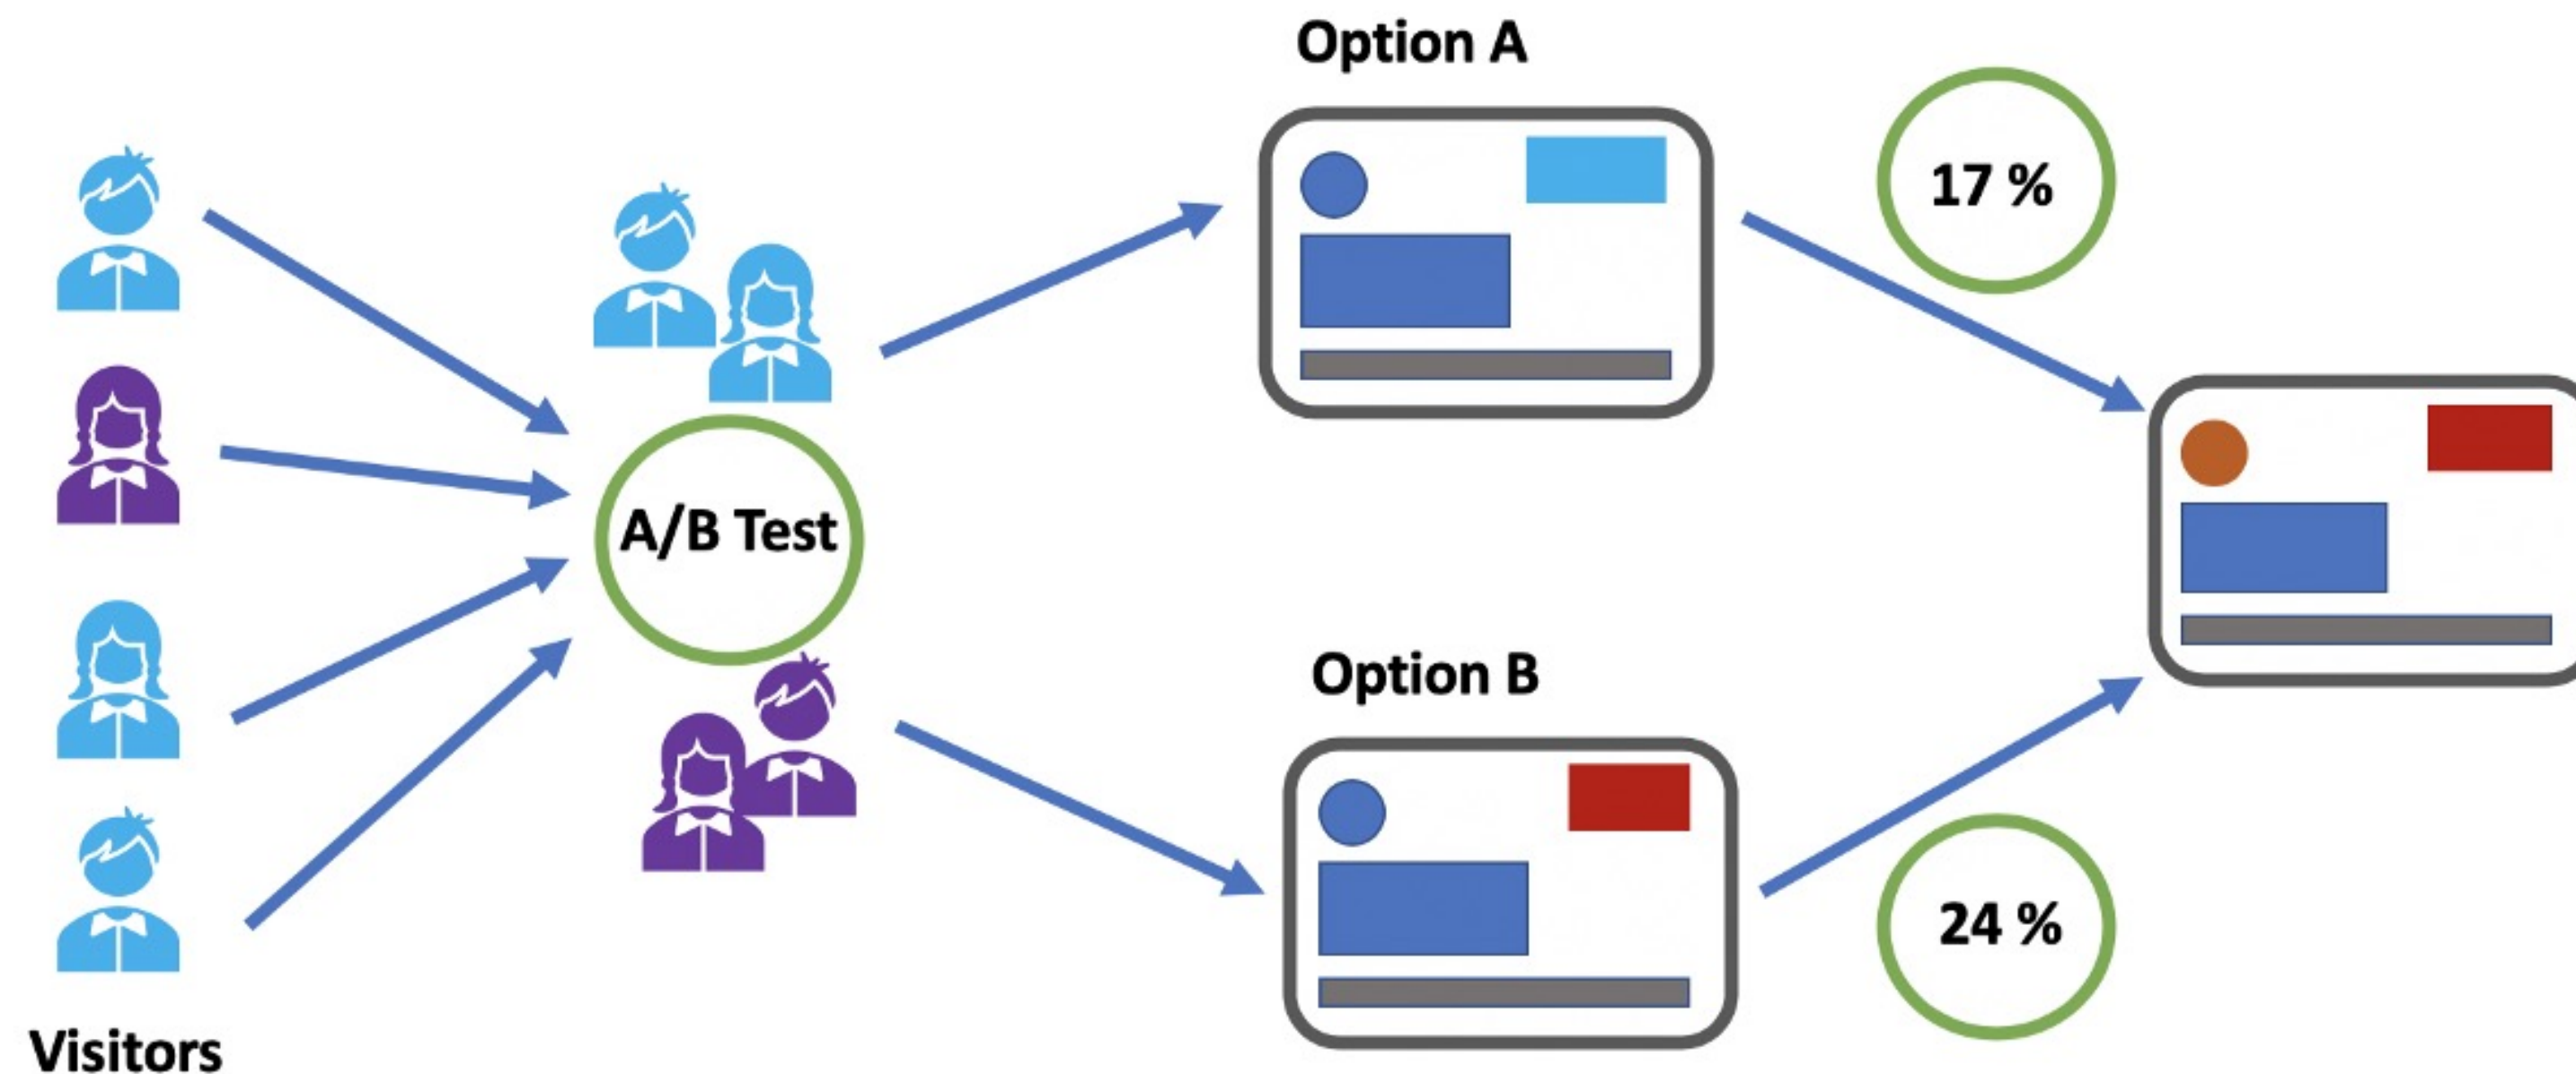 Option A
17 %
A/B Test
Option B
24 %
Visitors